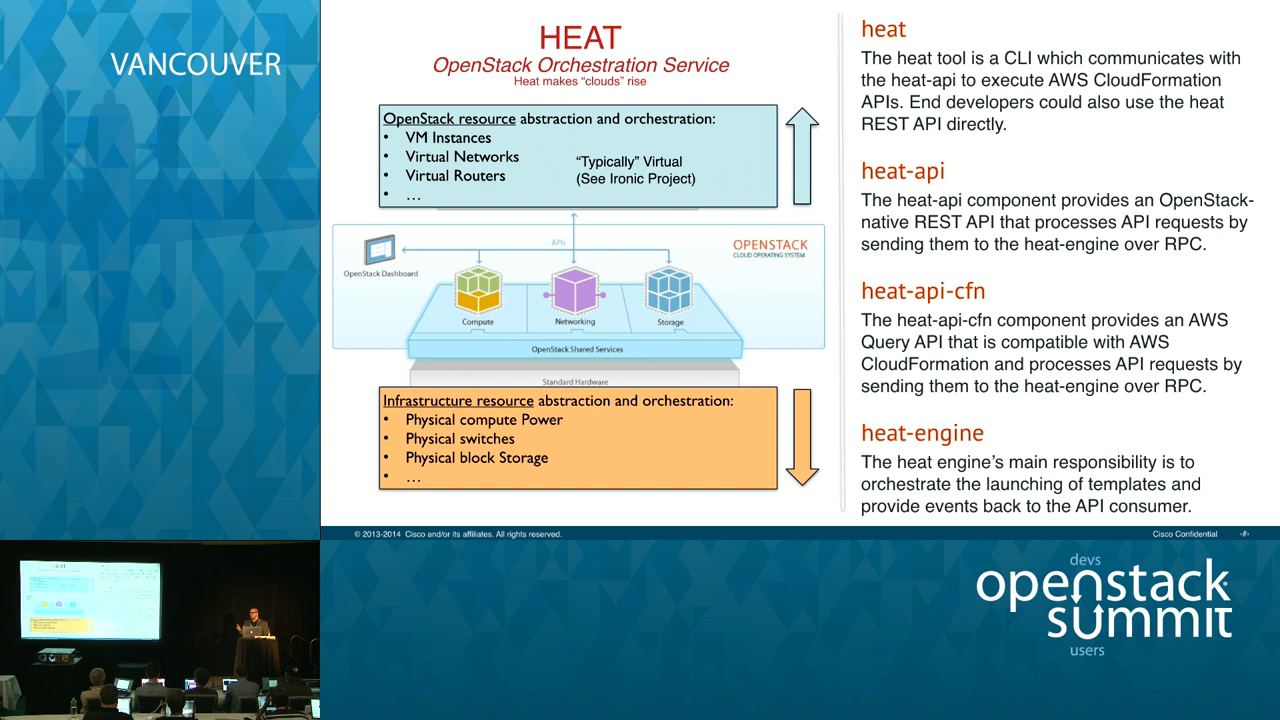 VANCOUVER
HEAT
OpenStack Orchestration Service
Heat makes “clouds” rise
OpenStack resource abstraction and orchestration:
• VM Instances
• Virtual Networks
• Virtual Routers
• …
“Typically” Virtual
(See Ironic Project)
APIs
OpenStack Dashboard
OPENSTACK
CLOUD OPERATING SYSTEM
Compute
Networking
Storage
OpenStack Shared Services
Standard Hardware
Infrastructure resource abstraction and orchestration:
• Physical compute Power
• Physical switches
• Physical block Storage
• …
heat
The heat tool is a CLI which communicates with
the heat-api to execute AWS CloudFormation
APIs. End developers could also use the heat
REST API directly.
heat-api
The heat-api component provides an OpenStack-
native REST API that processes API requests by
sending them to the heat-engine over RPC.
heat-api-cfn
The heat-api-cfn component provides an AWS
Query API that is compatible with AWS
CloudFormation and processes API requests by
sending them to the heat-engine over RPC.
heat-engine
The heat engine’s main responsibility is to
orchestrate the launching of templates and
provide events back to the API consumer.
© 2013-2014 Cisco and/or its affiliates. All rights reserved.
Cisco Confidential
‹#›
devs
openstack
summit
users